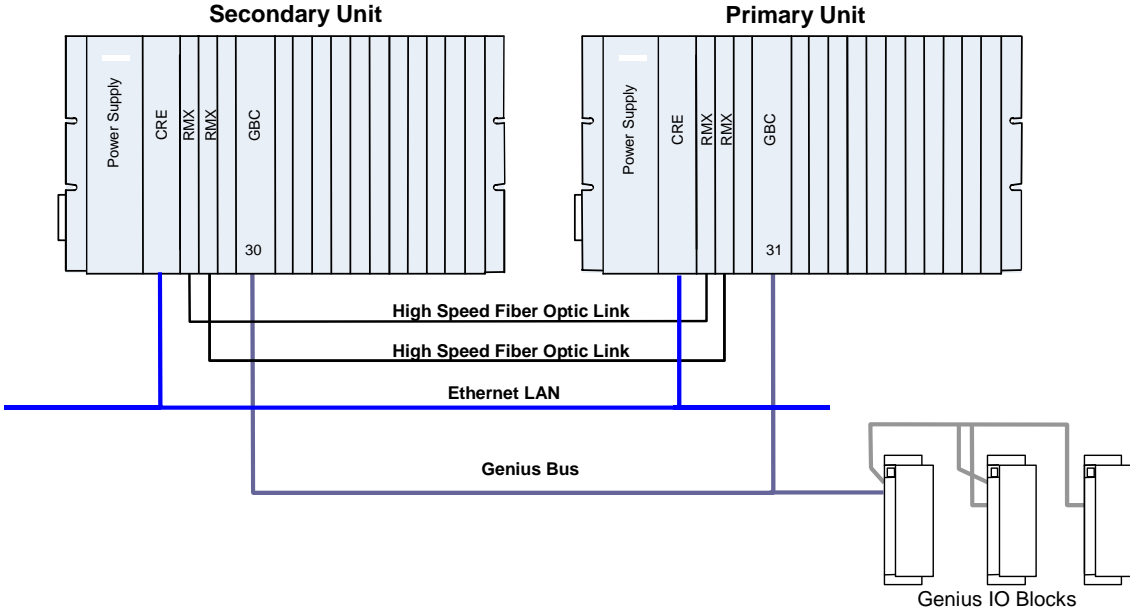 Secondary Unit
Primary Unit
Power Supply
CRE
RMX
RMX
GBC
30
Power Supply
CRE
RMX
RMX
GBC
31
High Speed Fiber Optic Link
High Speed Fiber Optic Link
Ethernet LAN
Genius Bus
Genius IO Blocks